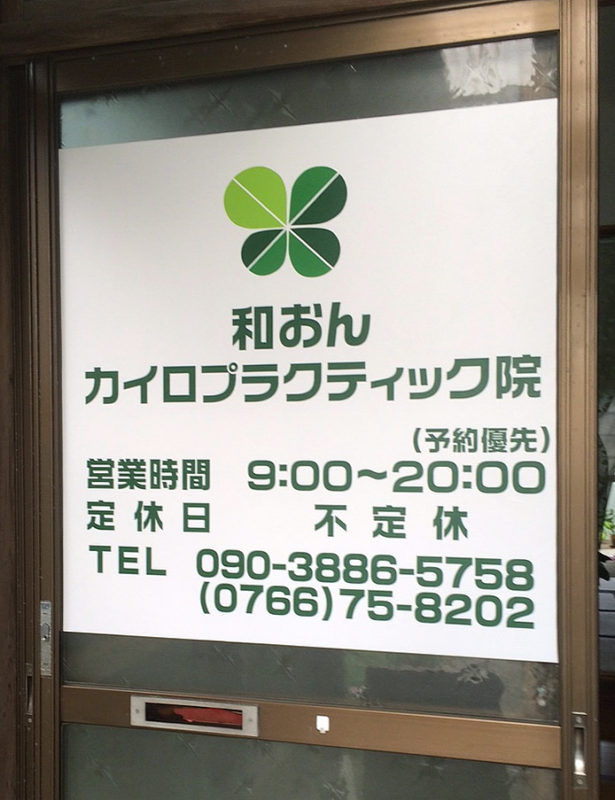 和おん
カイロプラクティック院
(予約優先)
営業時間 9:00～20:00
定休日 不定休
TEL 090-3886-5758
(0766)75-8202